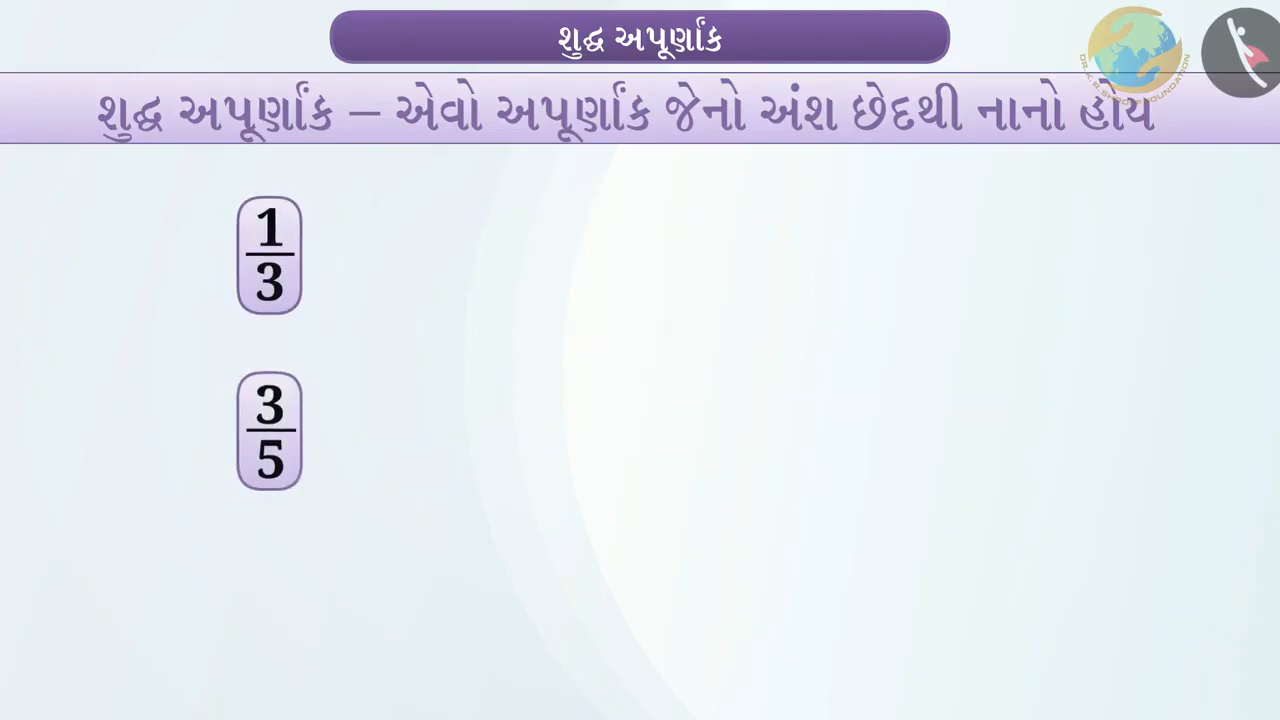 શુદ્ધ અપૂર્ણાંક
શુદ્ધ અપૂર્ણાંક – એવો અપૂર્ણાંક જેનો અંશ છેદથી નાનો હોય
1
3
3
5